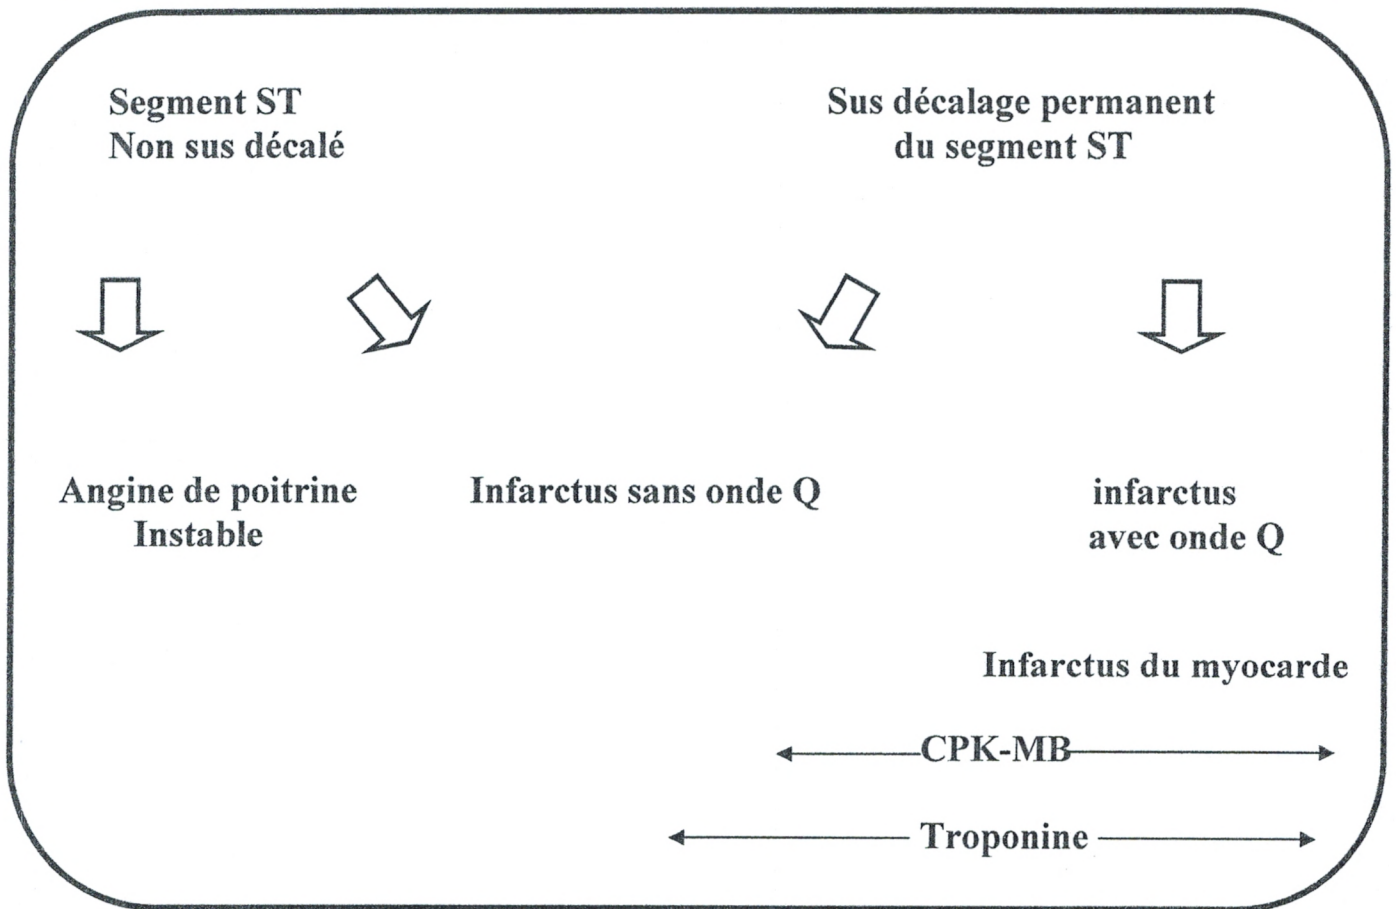 Segment ST
Non sus décalé
Sus décalage permanent
du segment ST
Angine de poitrine
Instable
Infarctus sans onde Q
infarctus
avec onde Q
Infarctus du myocarde
CPK-MB
Troponine